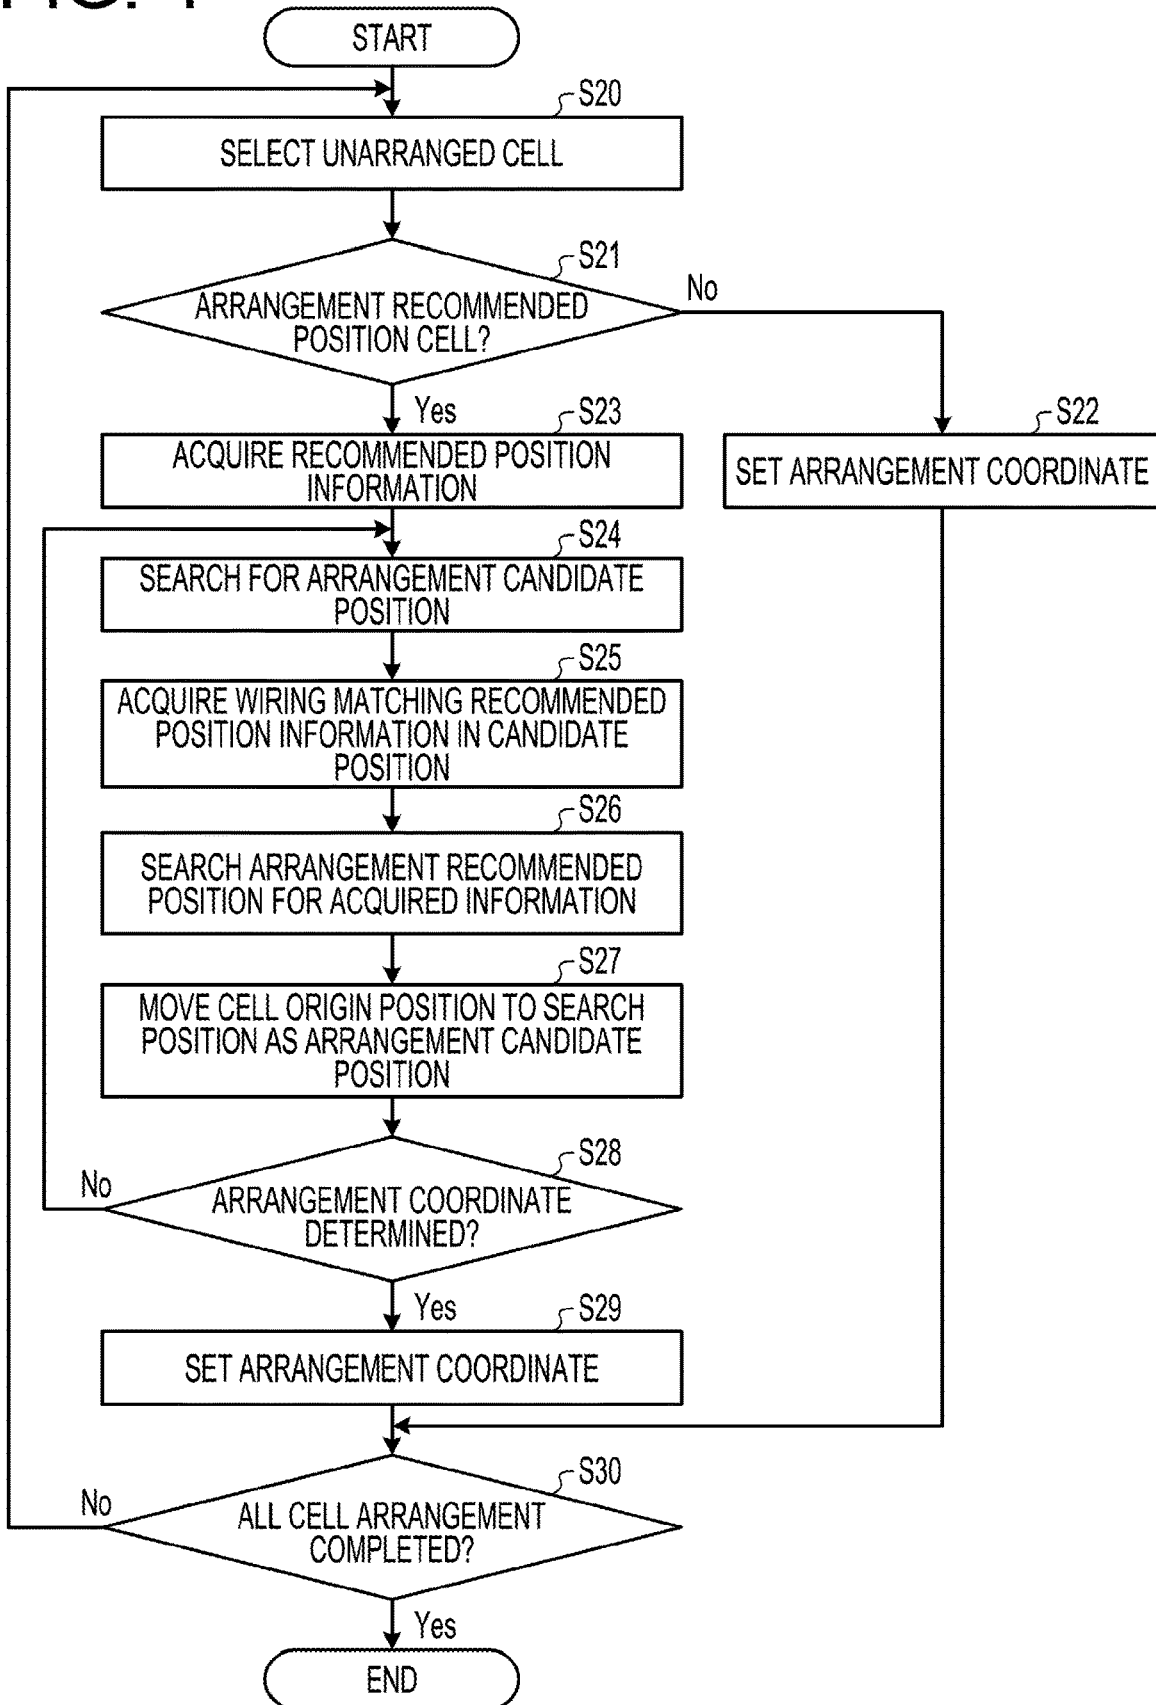 START
S20
SELECT UNARRANGED CELL
S21
ARRANGEMENT RECOMMENDED
POSITION CELL?
No
Yes
S23
ACQUIRE RECOMMENDED POSITION
INFORMATION
S22
SET ARRANGEMENT COORDINATE
S24
SEARCH FOR ARRANGEMENT CANDIDATE
POSITION
S25
ACQUIRE WIRING MATCHING RECOMMENDED
POSITION INFORMATION IN CANDIDATE
POSITION
S26
SEARCH ARRANGEMENT RECOMMENDED
POSITION FOR ACQUIRED INFORMATION
S27
MOVE CELL ORIGIN POSITION TO SEARCH
POSITION AS ARRANGEMENT CANDIDATE
POSITION
S28
No
ARRANGEMENT COORDINATE
DETERMINED?
Yes
S29
SET ARRANGEMENT COORDINATE
S30
No
ALL CELL ARRANGEMENT
COMPLETED?
Yes
END